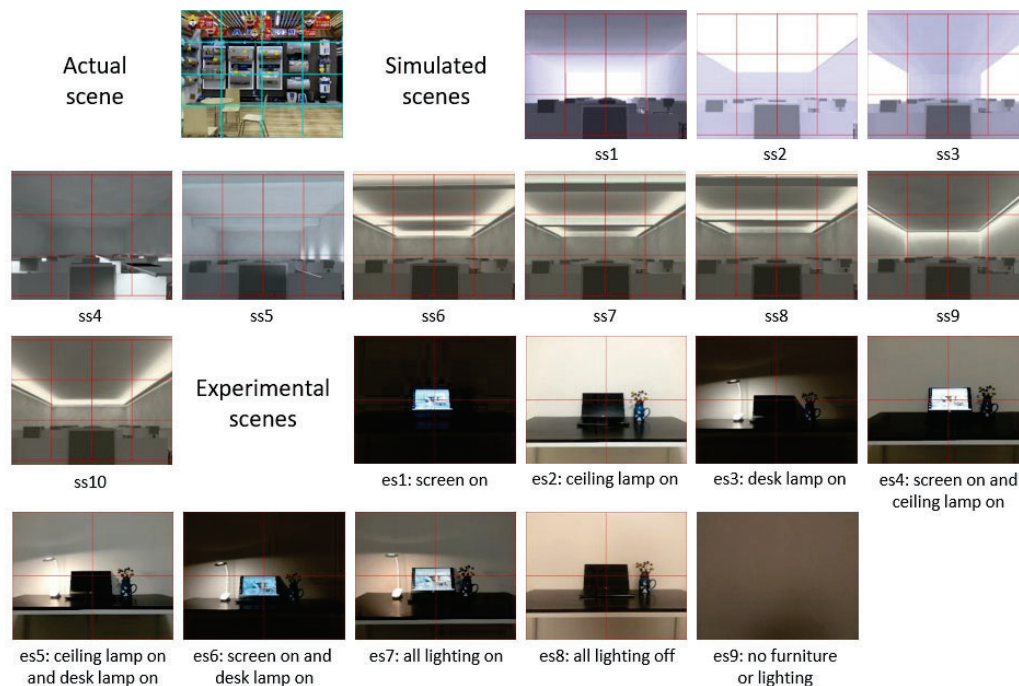 Actual
scene
Simulated
scenes
ss1
ss2
ss3
ss4
ss5
ss6
ss7
ss8
ss9
ss10
Experimental
scenes
es1: screen on
es2: ceiling lamp on
es3: desk lamp on
es4: screen on and
ceiling lamp on
es5: ceiling lamp on
and desk lamp on
es6: screen on and
desk lamp on
es7: all lighting on
es8: all lighting off
es9: no furniture
or lighting